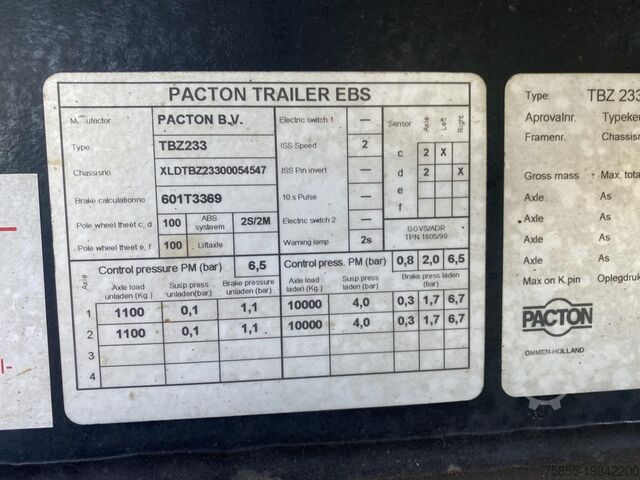 PACTON TRAILER EBS
Manufector PACTON B.V. Electric switch 1 — Sensor Axle Left Right
Type TBZ233 ISS Speed 2 c 2 X
Chassisno XLDTBZ23300054547 ISS Pin invert — d 2 X
Brake calculationno 601T3369 10 s Pulse — e
f
Pole wheel theet c, d 100 ABS systeem 2S/2M Electric switch 2 —
Pole wheel theet e, f 100 Liftaxle Warning lamp 2s GGVS/ADR
TPN 1805/99
Axle Control pressure PM (bar) 6,5 Control press. PM (bar) 0,8 2,0 6,5
Axle load unladen (Kg.) Susp press unladen(bar) Brake pressure unladen (bar) Axle load laden (Kg) Susp press laden (bar) Brake press laden (bar)
1 1100 0,1 1,1 10000 4,0 0,3 1,7 6,7
2 1100 0,1 1,1 10000 4,0 0,3 1,7 6,7
3
4
Type: TBZ 233
Aprovalnr. Typeke
Framenr. Chassisr
Gross mass Max. tota
Axle As
Axle As
Axle As
Axle As
Max on K.pin Oplegdruk
PACTON
OMMEN-HOLLAND
75855-19842200